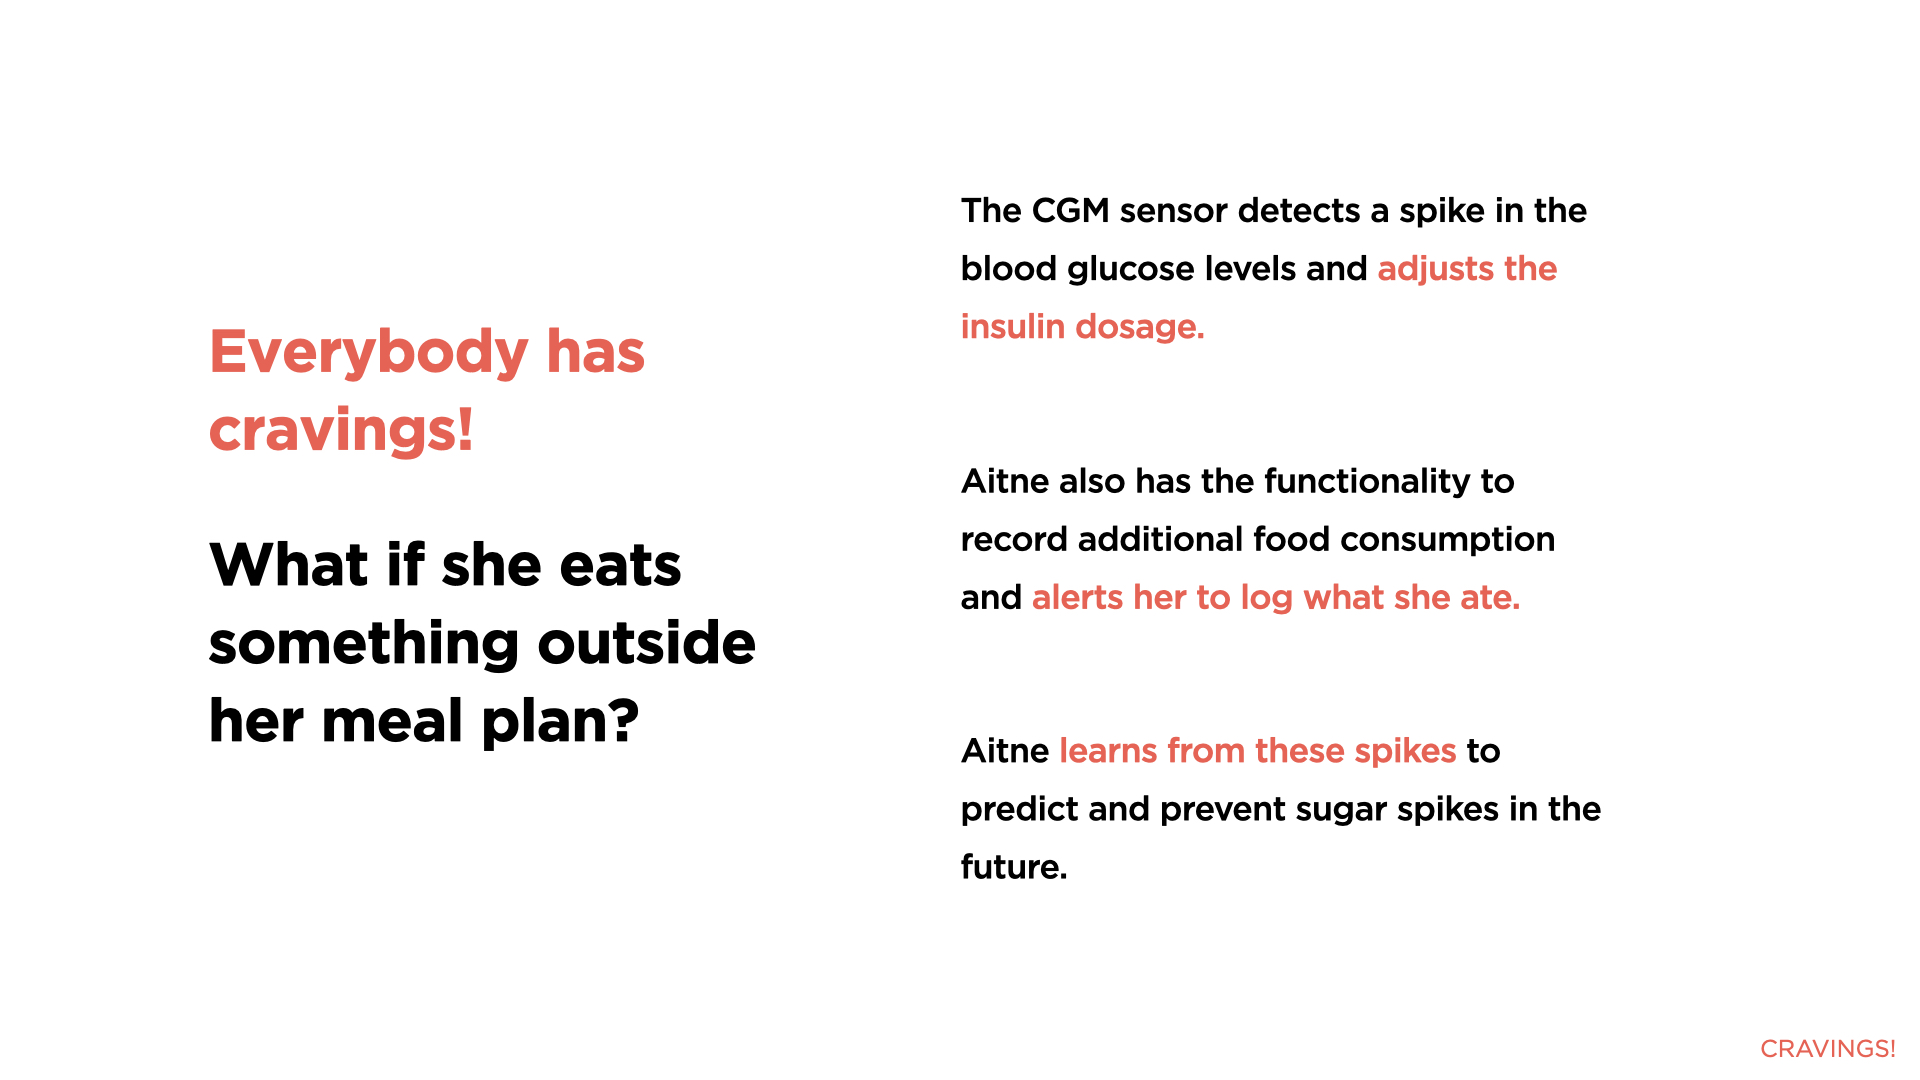 Everybody has
cravings!
What if she eats
something outside
her meal plan?
The CGM sensor detects a spike in the
blood glucose levels and adjusts the
insulin dosage.
Aitne also has the functionality to
record additional food consumption
and alerts her to log what she ate.
Aitne learns from these spikes to
predict and prevent sugar spikes in the
future.
CRAVINGS!